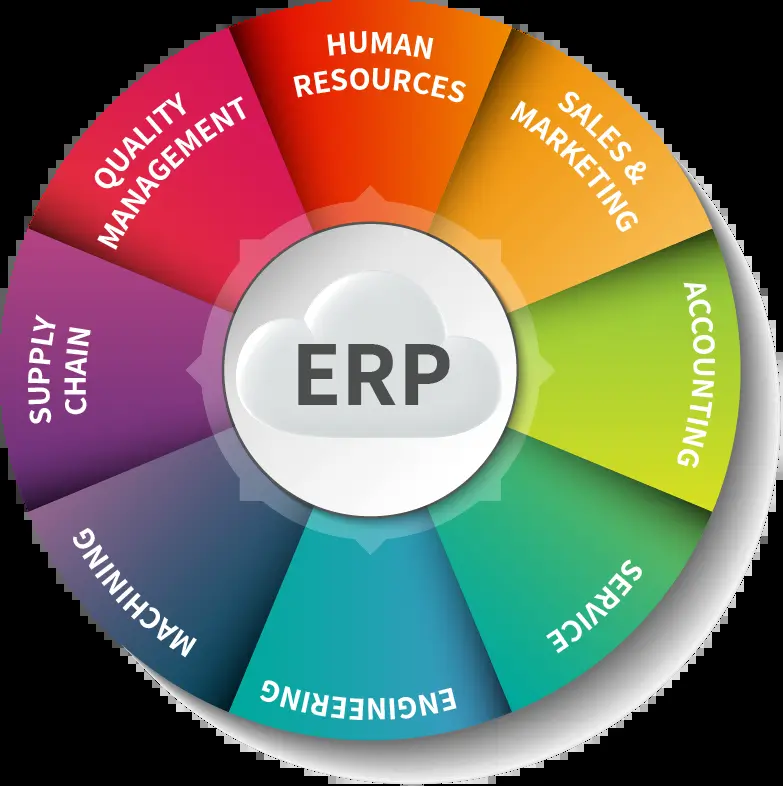 HUMAN
RESOURCES
SALES &
MARKETING
ACCOUNTING
SERVICE
ENGINEERING
MACHINING
SUPPLY
CHAIN
QUALITY
MANAGEMENT
ERP